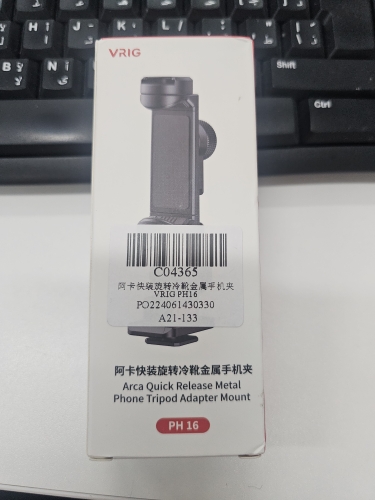 VRIG
Shift
Ctrl
C04365
阿卡快装旋转冷靴金属手机夹
VRIG PH16
PO224061430330
A21-133
阿卡快装旋转冷靴金属手机夹
Arca Quick Release Metal
Phone Tripod Adapter Mount
PH 16